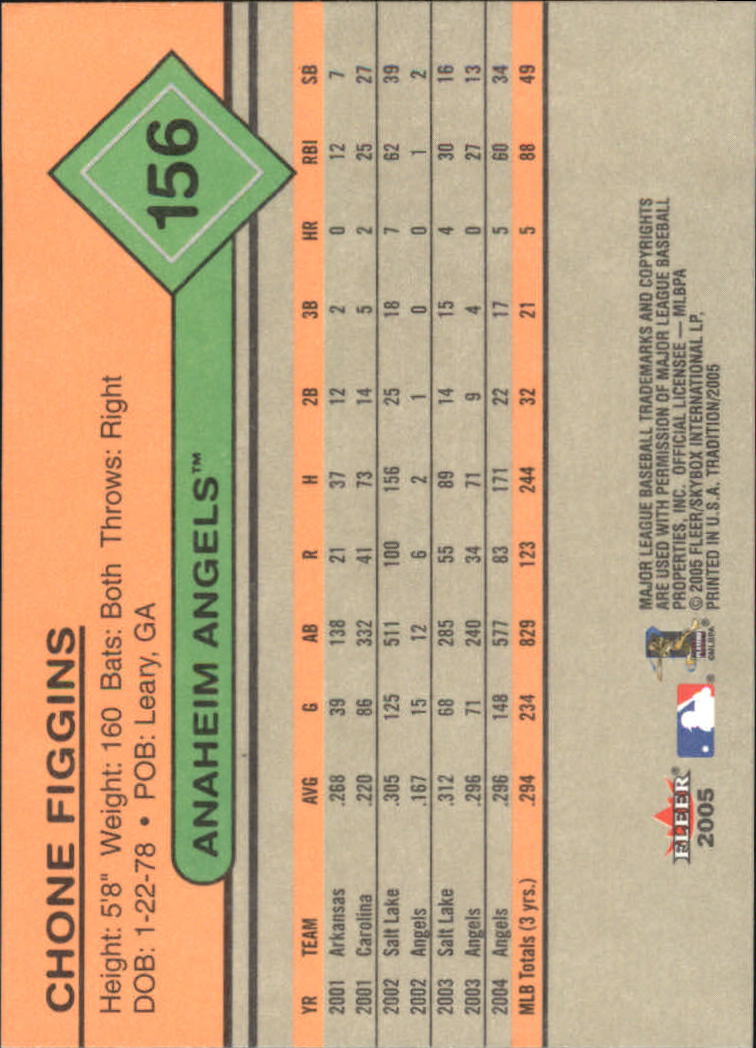 156
CHONE FIGGINS
Height: 5'8" Weight: 160 Bats: Both Throws: Right
DOB: 1-22-78 • POB: Leary, GA
ANAHEIM ANGELS™
YR TEAM AVG G AB R H 2B 3B HR RBI SB
2001 Arkansas .268 39 138 21 37 12 2 0 12 7
2001 Carolina .220 86 332 41 73 14 5 2 25 27
2002 Salt Lake .305 125 511 100 156 25 18 7 62 39
2002 Angels .167 15 12 6 2 1 0 0 1 2
2003 Salt Lake .312 68 285 55 89 14 15 4 30 16
2003 Angels .296 71 240 34 71 9 4 0 27 13
2004 Angels .296 148 577 83 171 22 17 5 60 34
MLB Totals (3 yrs.) .294 234 829 123 244 32 21 5 88 49
FLEER®
2005
®
®
©MLBPA
MAJOR LEAGUE BASEBALL TRADEMARKS AND COPYRIGHTS
ARE USED WITH PERMISSION OF MAJOR LEAGUE BASEBALL
PROPERTIES, INC. OFFICIAL LICENSEE — MLBPA
© 2005 FLEER/SKYBOX INTERNATIONAL LP,
PRINTED IN U.S.A. TRADITION/2005